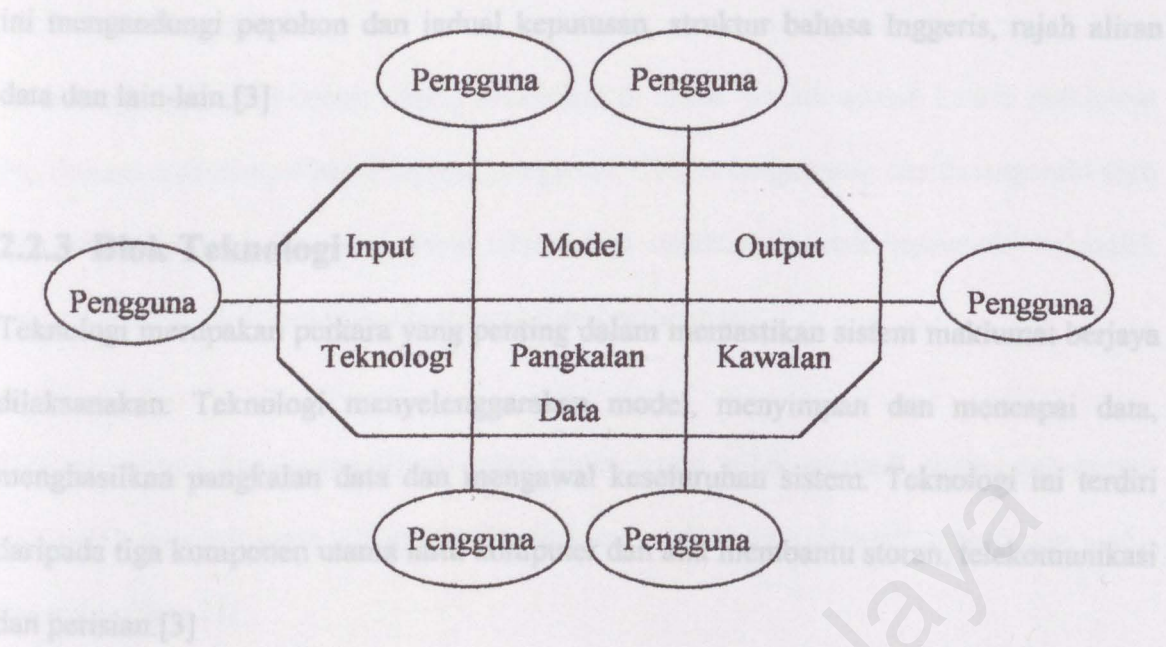 ini mengandungi pepohon dan jadual keputusan, struktur bahasa Inggeris, rajah aliran
data dan lain-lain.[3]
Pengguna Pengguna
2.2.3 Blok Teknologi
Input Model Output
Pengguna Pengguna
Teknologi merupakan perkara yang penting dalam memastikan sistem maklumat berjaya
Teknologi Pangkalan Kawalan
Data
dilaksanakan. Teknologi menyelenggarakan model, menyimpan dan mencapai data,
menghasilkan pangkalan data dan mengawal keseluruhan sistem. Teknologi ini terdiri
Pengguna Pengguna
daripada tiga komponen utama komputer dan membantu storan, telekomunikasi
dan perisian.[3]
laya